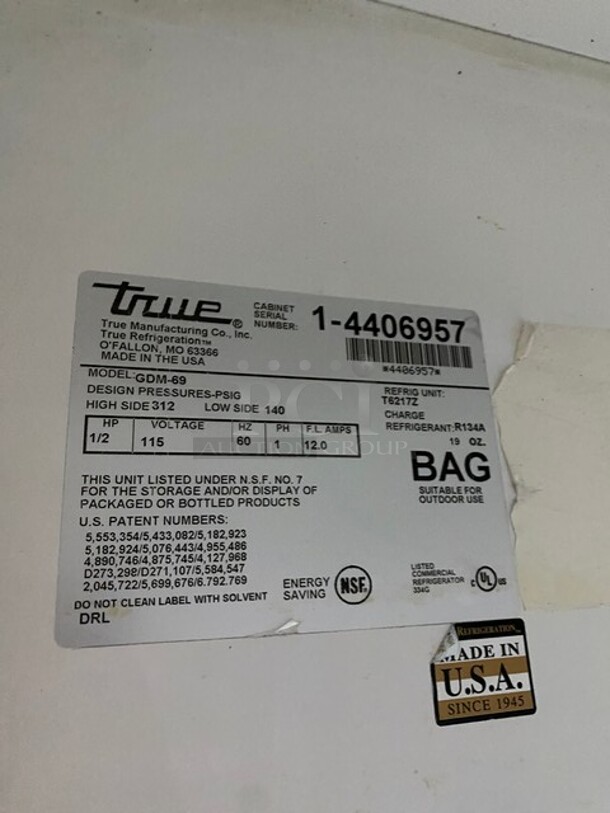 True®
True Manufacturing Co., Inc.
True Refrigeration™
O'FALLON, MO 63366
MADE IN THE USA
CABINET
SERIAL
NUMBER:
1-4406957
*4406957*
MODEL: GDM-69
DESIGN PRESSURES-PSIG
HIGH SIDE 312 LOW SIDE 140
REFRIG UNIT:
T6217Z
CHARGE
REFRIGERANT: R134A
19 OZ.
HP VOLTAGE HZ PH F.L. AMPS
1/2 115 60 1 12.0
BAG
SUITABLE FOR
OUTDOOR USE
PCI
AUCTION GROUP
THIS UNIT LISTED UNDER N.S.F. NO. 7
FOR THE STORAGE AND/OR DISPLAY OF
PACKAGED OR BOTTLED PRODUCTS
U.S. PATENT NUMBERS:
5,553,354/5,433,082/5,182,923
5,182,924/5,076,443/4,955,486
4,890,746/4,875,745/4,127,968
D273,298/D271,107/5,584,547
2,045,722/5,699,676/6.792.769
ENERGY
SAVING
NSF®
LISTED
COMMERCIAL
REFRIGERATOR
334G
C UL US
DO NOT CLEAN LABEL WITH SOLVENT
DRL
REFRIGERATION
MADE IN
U.S.A.
SINCE 1945